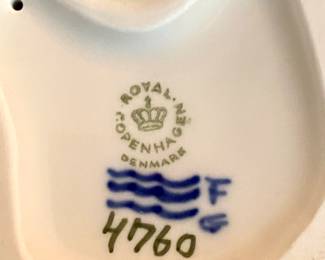 ROYAL
COPENHAGEN
DENMARK
F
G
4760